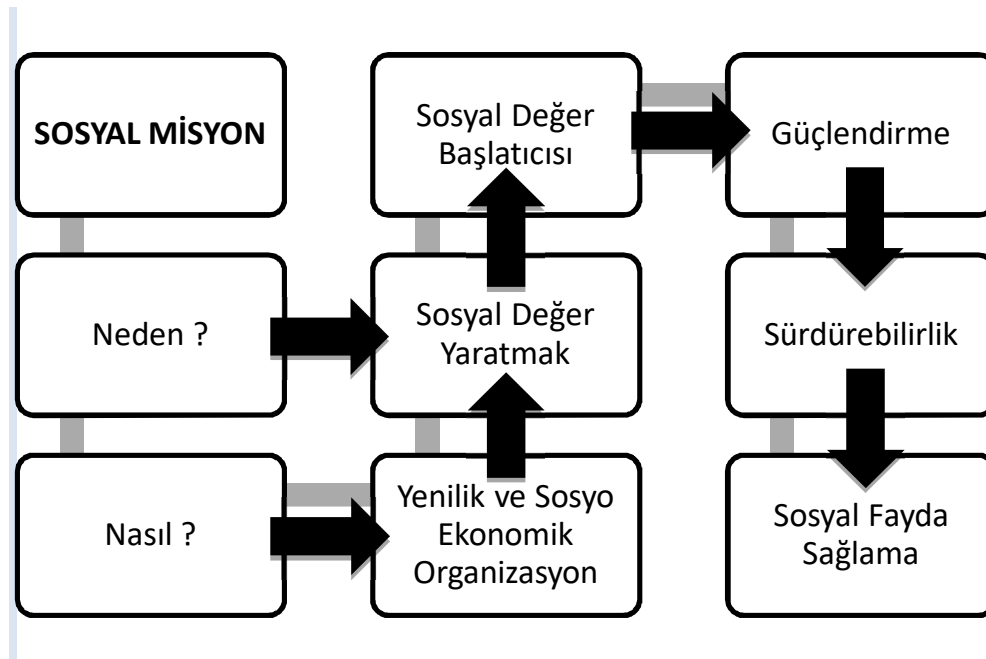 SOSYAL MİSYON
Neden ?
Nasıl ?
Yenilik ve Sosyo
Ekonomik
Organizasyon
Sosyal Değer
Yaratmak
Sosyal Değer
Başlatıcısı
Güçlendirme
Sürdürebilirlik
Sosyal Fayda
Sağlama